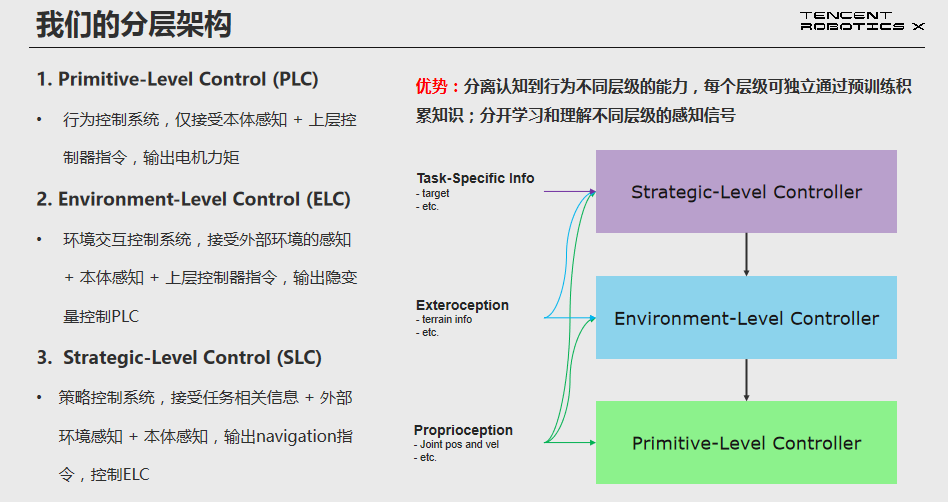 我们的分层架构
TENCENT
ROBOTICS X
1. Primitive-Level Control (PLC)
• 行为控制系统，仅接受本体感知 + 上层控
制器指令，输出电机力矩
2. Environment-Level Control (ELC)
• 环境交互控制系统，接受外部环境的感知
+ 本体感知 + 上层控制器指令，输出隐变
量控制PLC
3. Strategic-Level Control (SLC)
• 策略控制系统，接受任务相关信息 + 外部
环境感知 + 本体感知，输出navigation指
令，控制ELC
优势：分离认知到行为不同层级的能力，每个层级可独立通过预训练积
累知识；分开学习和理解不同层级的感知信号
Task-Specific Info
- target
- etc.
Strategic-Level Controller
Exteroception
- terrain info
- etc.
Environment-Level Controller
Proprioception
- Joint pos and vel
- etc.
Primitive-Level Controller